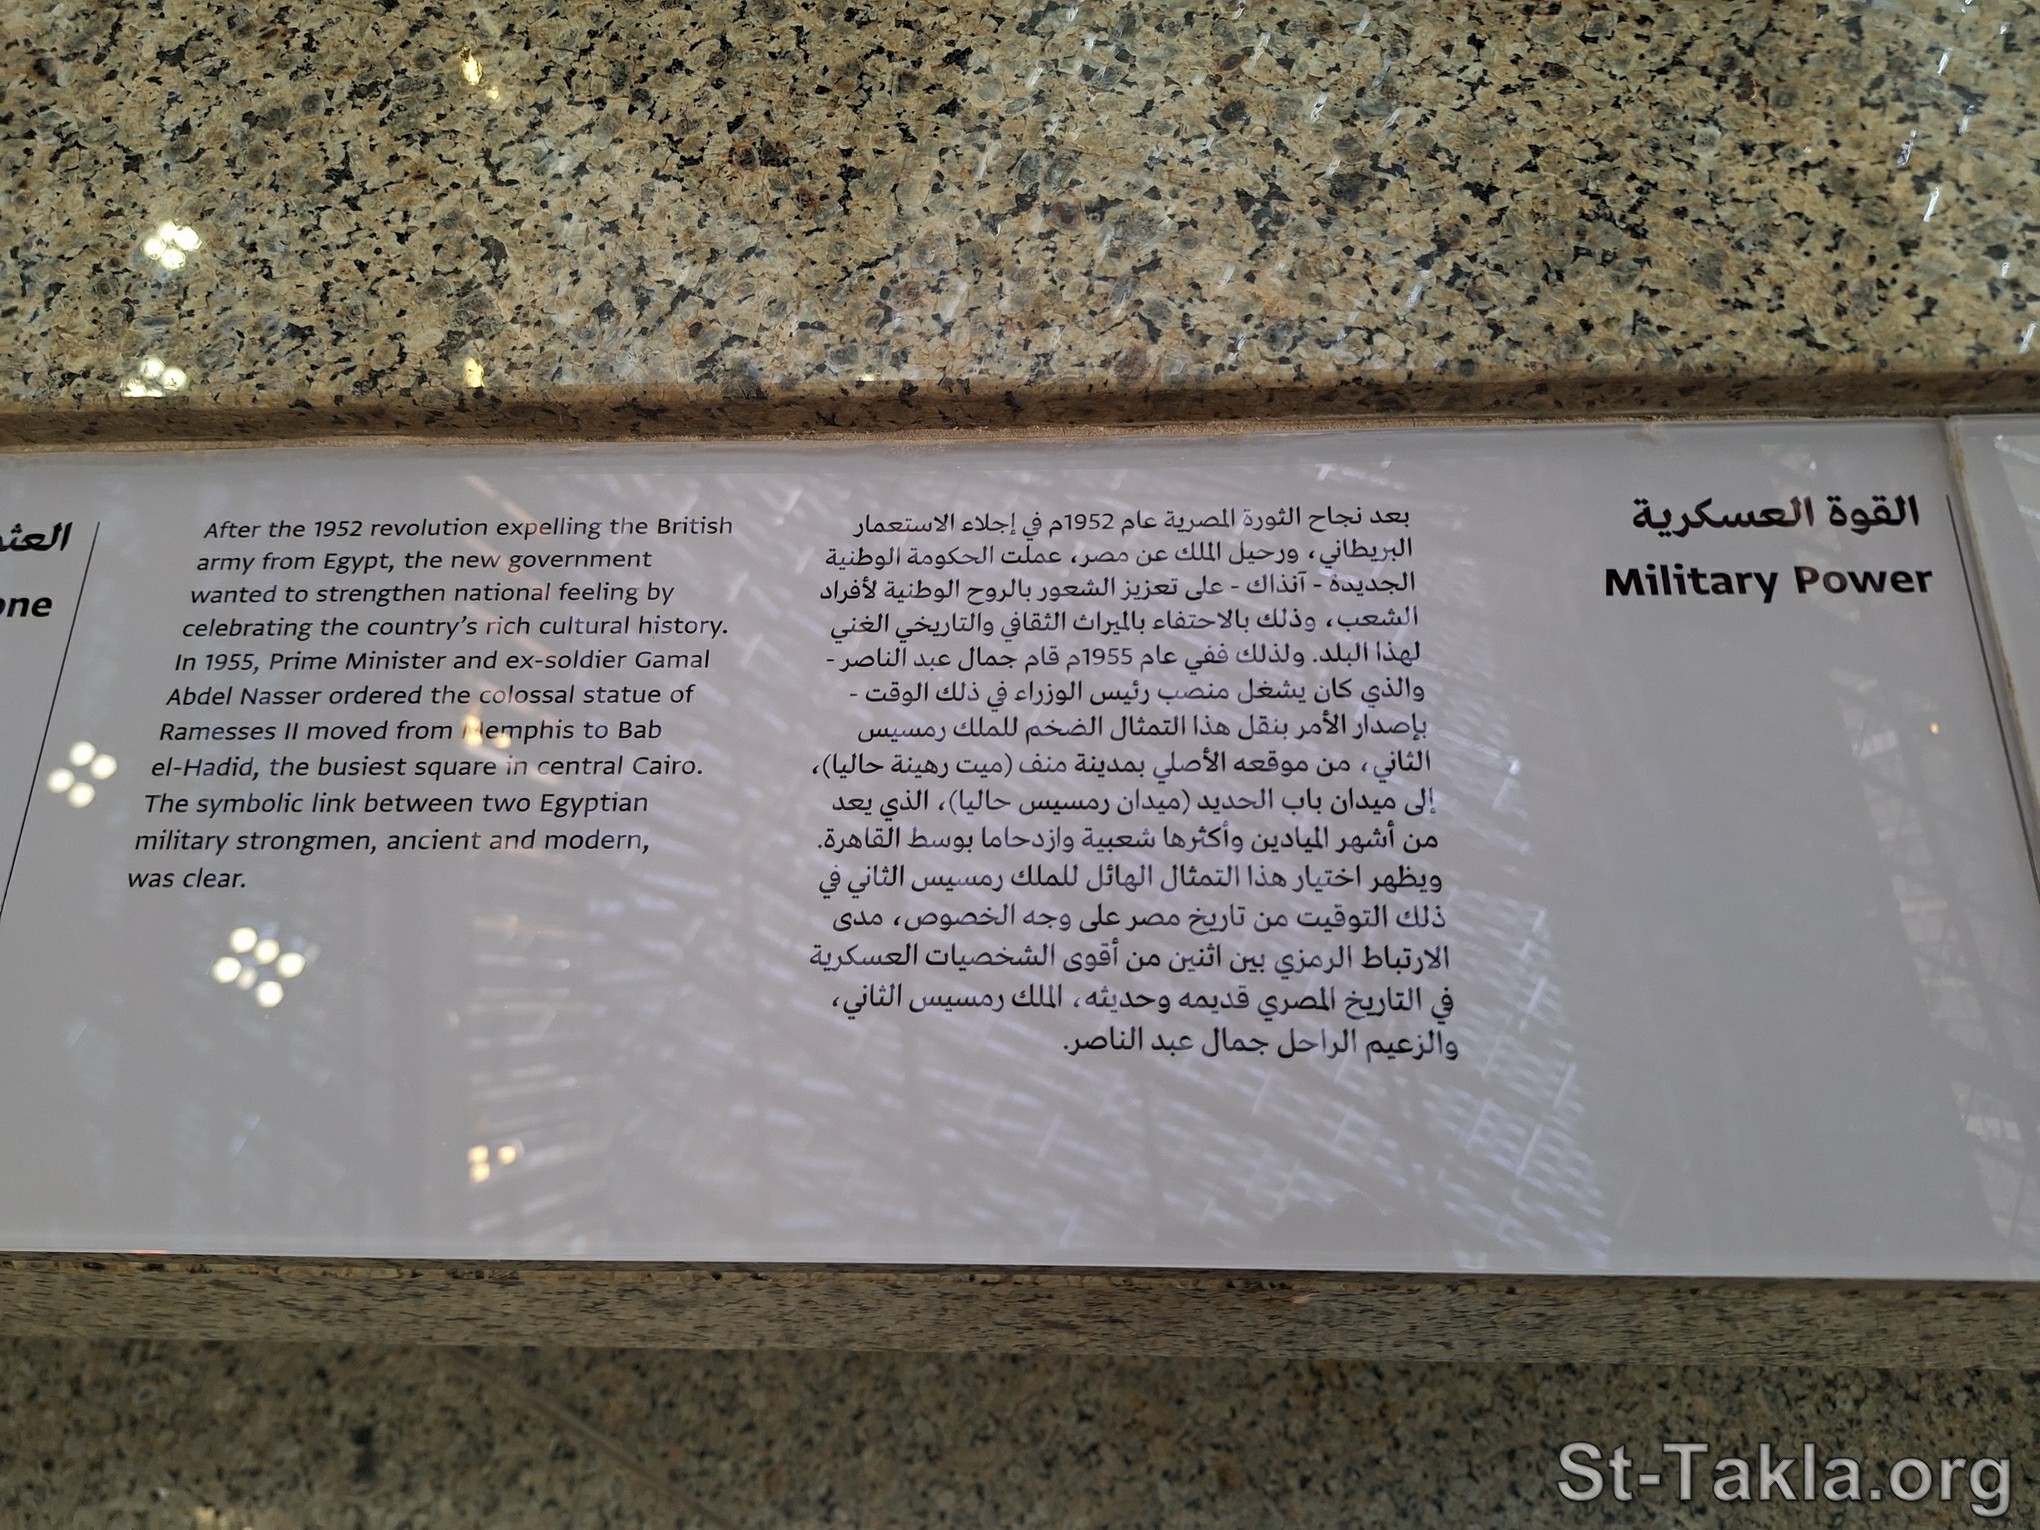 القوة العسكرية
Military Power
بعد نجاح الثورة المصرية عام 1952م في إجلاء الاستعمار
البريطاني، ورحيل الملك عن مصر، عملت الحكومة الوطنية
الجديدة - آنذاك - على تعزيز الشعور بالروح الوطنية لأفراد
الشعب، وذلك بالاحتفاء بالميراث الثقافي والتاريخي الغني
لهذا البلد. ولذلك ففي عام 1955م قام جمال عبد الناصر -
والذي كان يشغل منصب رئيس الوزراء في ذلك الوقت -
بإصدار الأمر بنقل هذا التمثال الضخم للملك رمسيس
الثاني، من موقعه الأصلي بمدينة منف (ميت رهينة حاليا)،
إلى ميدان باب الحديد (ميدان رمسيس حاليا)، الذي يعد
من أشهر الميادين وأكثرها شعبية وازدحاما بوسط القاهرة.
ويظهر اختيار هذا التمثال الهائل للملك رمسيس الثاني في
ذلك التوقيت من تاريخ مصر على وجه الخصوص، مدى
الارتباط الرمزي بين اثنين من أقوى الشخصيات العسكرية
في التاريخ المصري قديمه وحديثه، الملك رمسيس الثاني،
والزعيم الراحل جمال عبد الناصر.
After the 1952 revolution expelling the British
army from Egypt, the new government
wanted to strengthen national feeling by
celebrating the country's rich cultural history.
In 1955, Prime Minister and ex-soldier Gamal
Abdel Nasser ordered the colossal statue of
Ramesses II moved from Memphis to Bab
el-Hadid, the busiest square in central Cairo.
The symbolic link between two Egyptian
military strongmen, ancient and modern,
was clear.
St-Takla.org